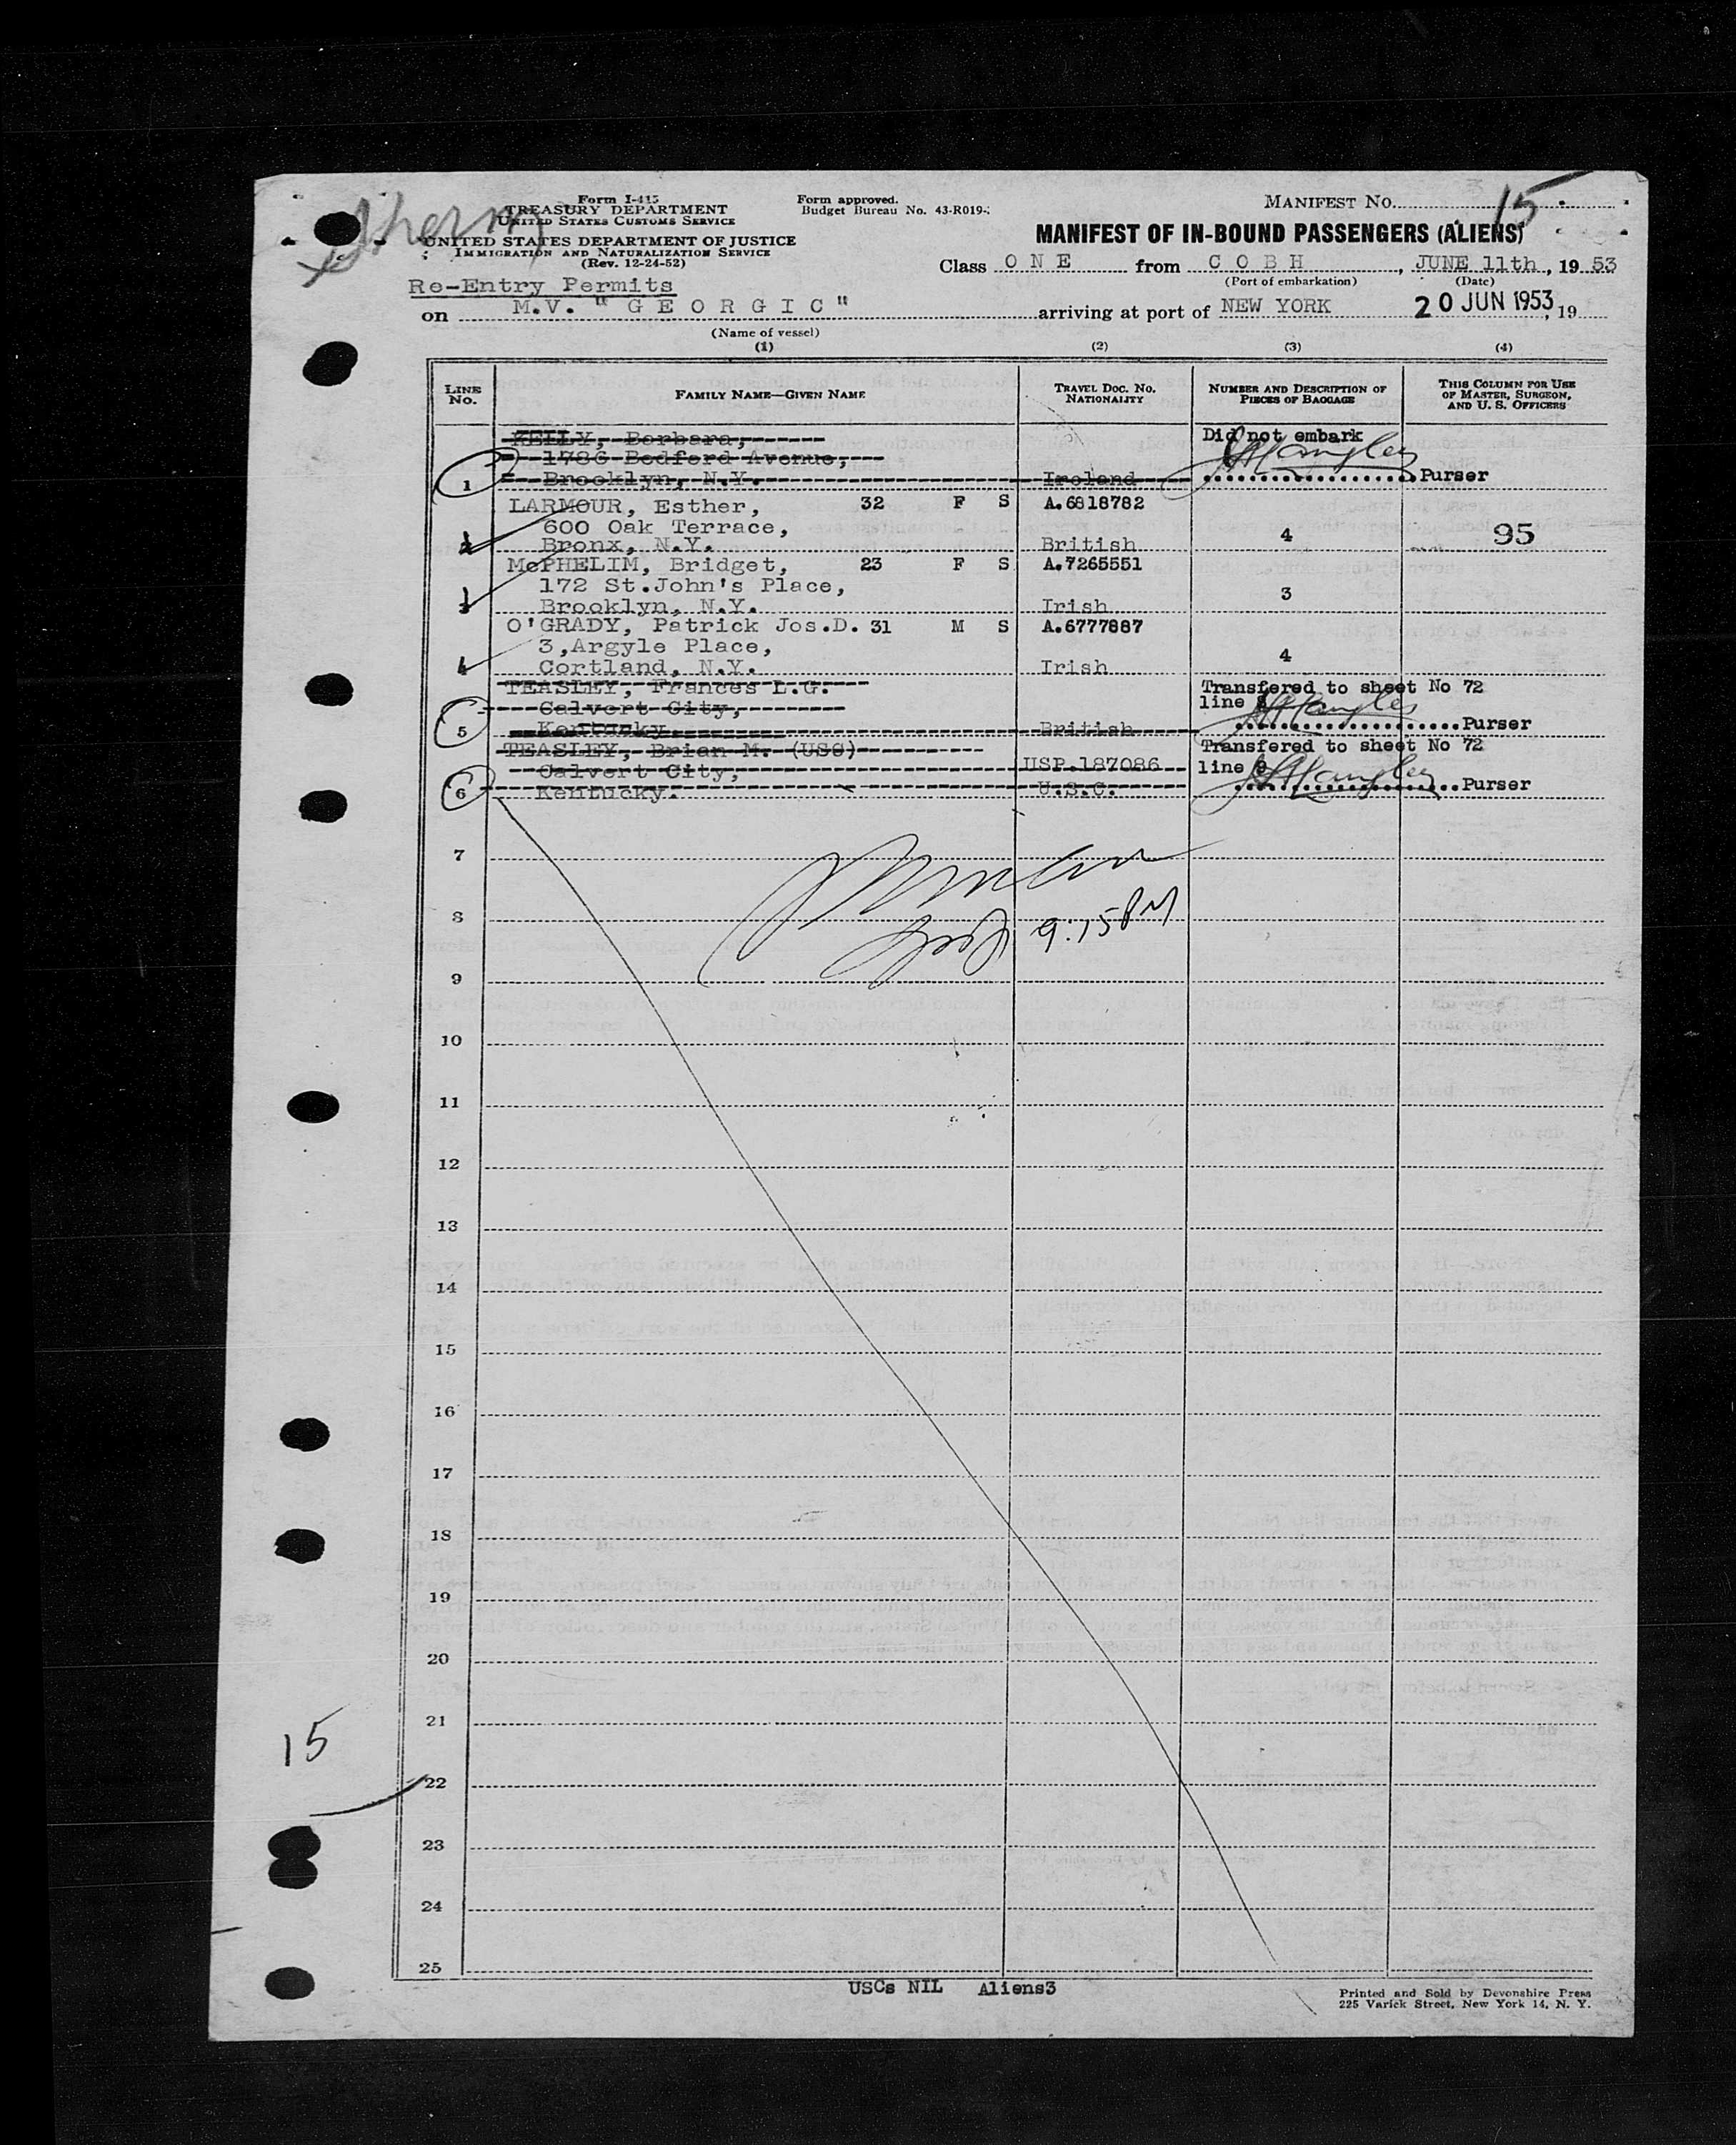 Form I-415
TREASURY DEPARTMENT
UNITED STATES CUSTOMS SERVICE
UNITED STATES DEPARTMENT OF JUSTICE
IMMIGRATION AND NATURALIZATION SERVICE
(Rev. 12-24-52)
Form approved.
Budget Bureau No. 43-R019-
MANIFEST No. 15
MANIFEST OF IN-BOUND PASSENGERS (ALIENS)
Class ONE from COBH, JUNE 11th, 19 53
(Port of embarkation) (Date)
Re-Entry Permits
on M.V. "GEORGIC" arriving at port of NEW YORK 20 JUN 1953, 19
(Name of vessel)
(1) (2) (3) (4)
LINE No. FAMILY NAME—GIVEN NAME TRAVEL DOC. No. NATIONALITY NUMBER AND DESCRIPTION OF PIECES OF BAGGAGE THIS COLUMN FOR USE OF MASTER, SURGEON, AND U. S. OFFICERS
KELLY, Barbara, Did not embark
1786 Bedford Avenue,
1 Brooklyn, N.Y. Ireland Purser
LARMOUR, Esther, 32 F S A.6818782
600 Oak Terrace, 4 95
2 Bronx, N.Y. British
McPHELIM, Bridget, 23 F S A.7265551
172 St.John's Place, 3
3 Brooklyn, N.Y. Irish
O'GRADY, Patrick Jos.D. 31 M S A.6777887
3,Argyle Place, 4
4 Cortland, N.Y. Irish
TEASLEY, Frances L.G. Transfered to sheet No 72
Calvert City, line
5 Kentucky British Purser
TEASLEY, Brian M. (USC) Transfered to sheet No 72
Calvert City, USP.187086 line 9
6 Kentucky. U.S.C. Purser
7
8 9:15 PM
9
10
11
12
13
14
15
16
17
18
19
20
21
15
22
23
24
25
USCs NIL Aliens3
Printed and Sold by Devonshire Press
225 Varick Street, New York 14, N. Y.